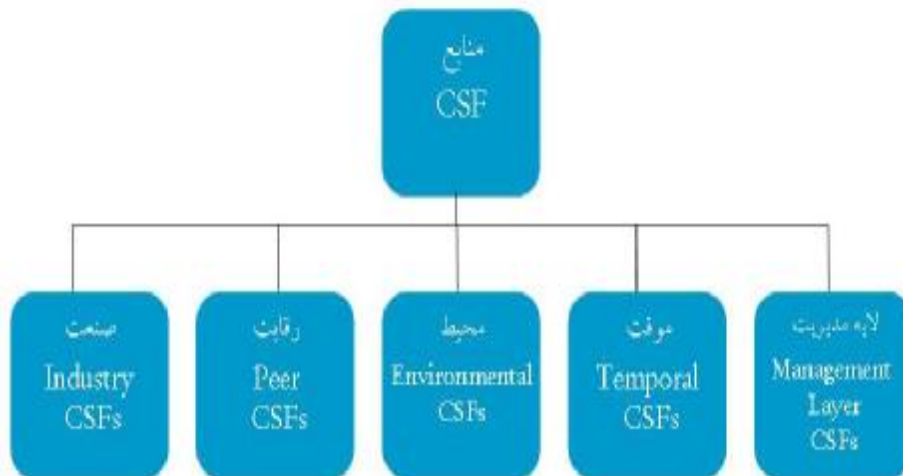 منابع
CSF
صنعت
Industry
CSFs
رقابت
Peer
CSFs
محیط
Environmental
CSFs
موقت
Temporal
CSFs
لایه مدیریت
Management
Layer
CSFs